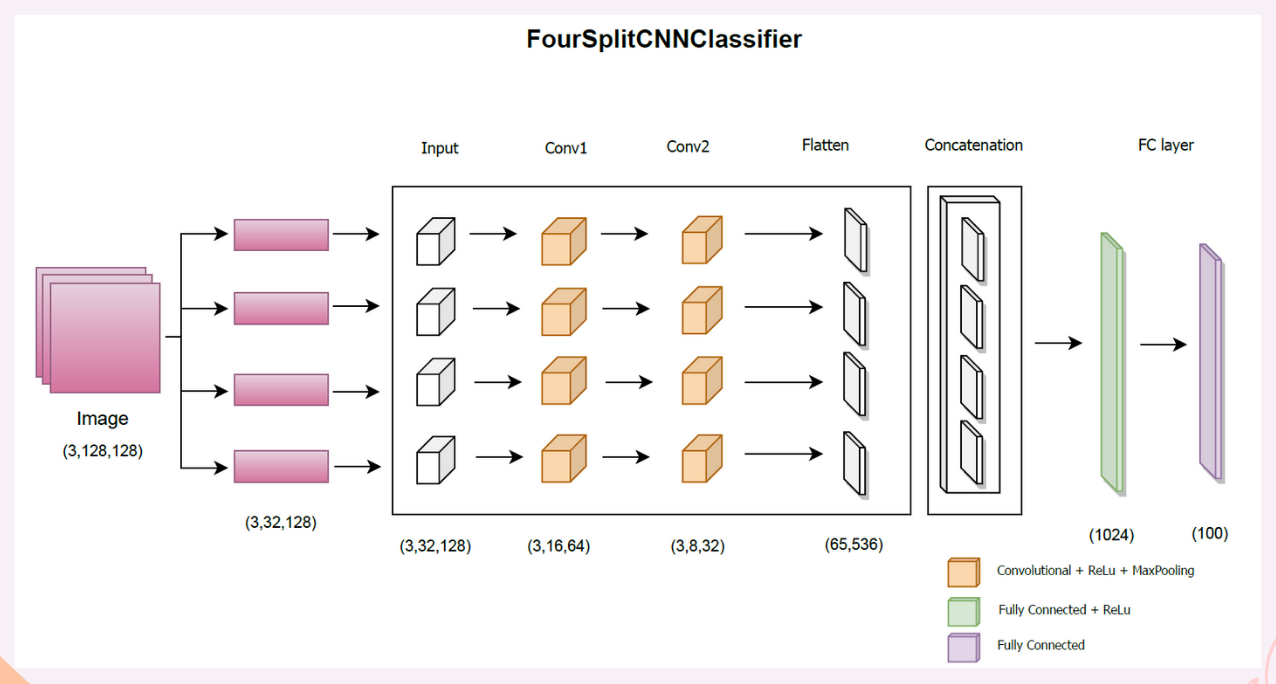 FourSplitCNNClassifier
Input
Conv1
Conv2
Flatten
Concatenation
FC layer
Image
(3,128,128)
(3,32,128)
(3,32,128)
(3,16,64)
(3,8,32)
(65,536)
(1024)
(100)
Convolutional + ReLu + MaxPooling
Fully Connected + ReLu
Fully Connected